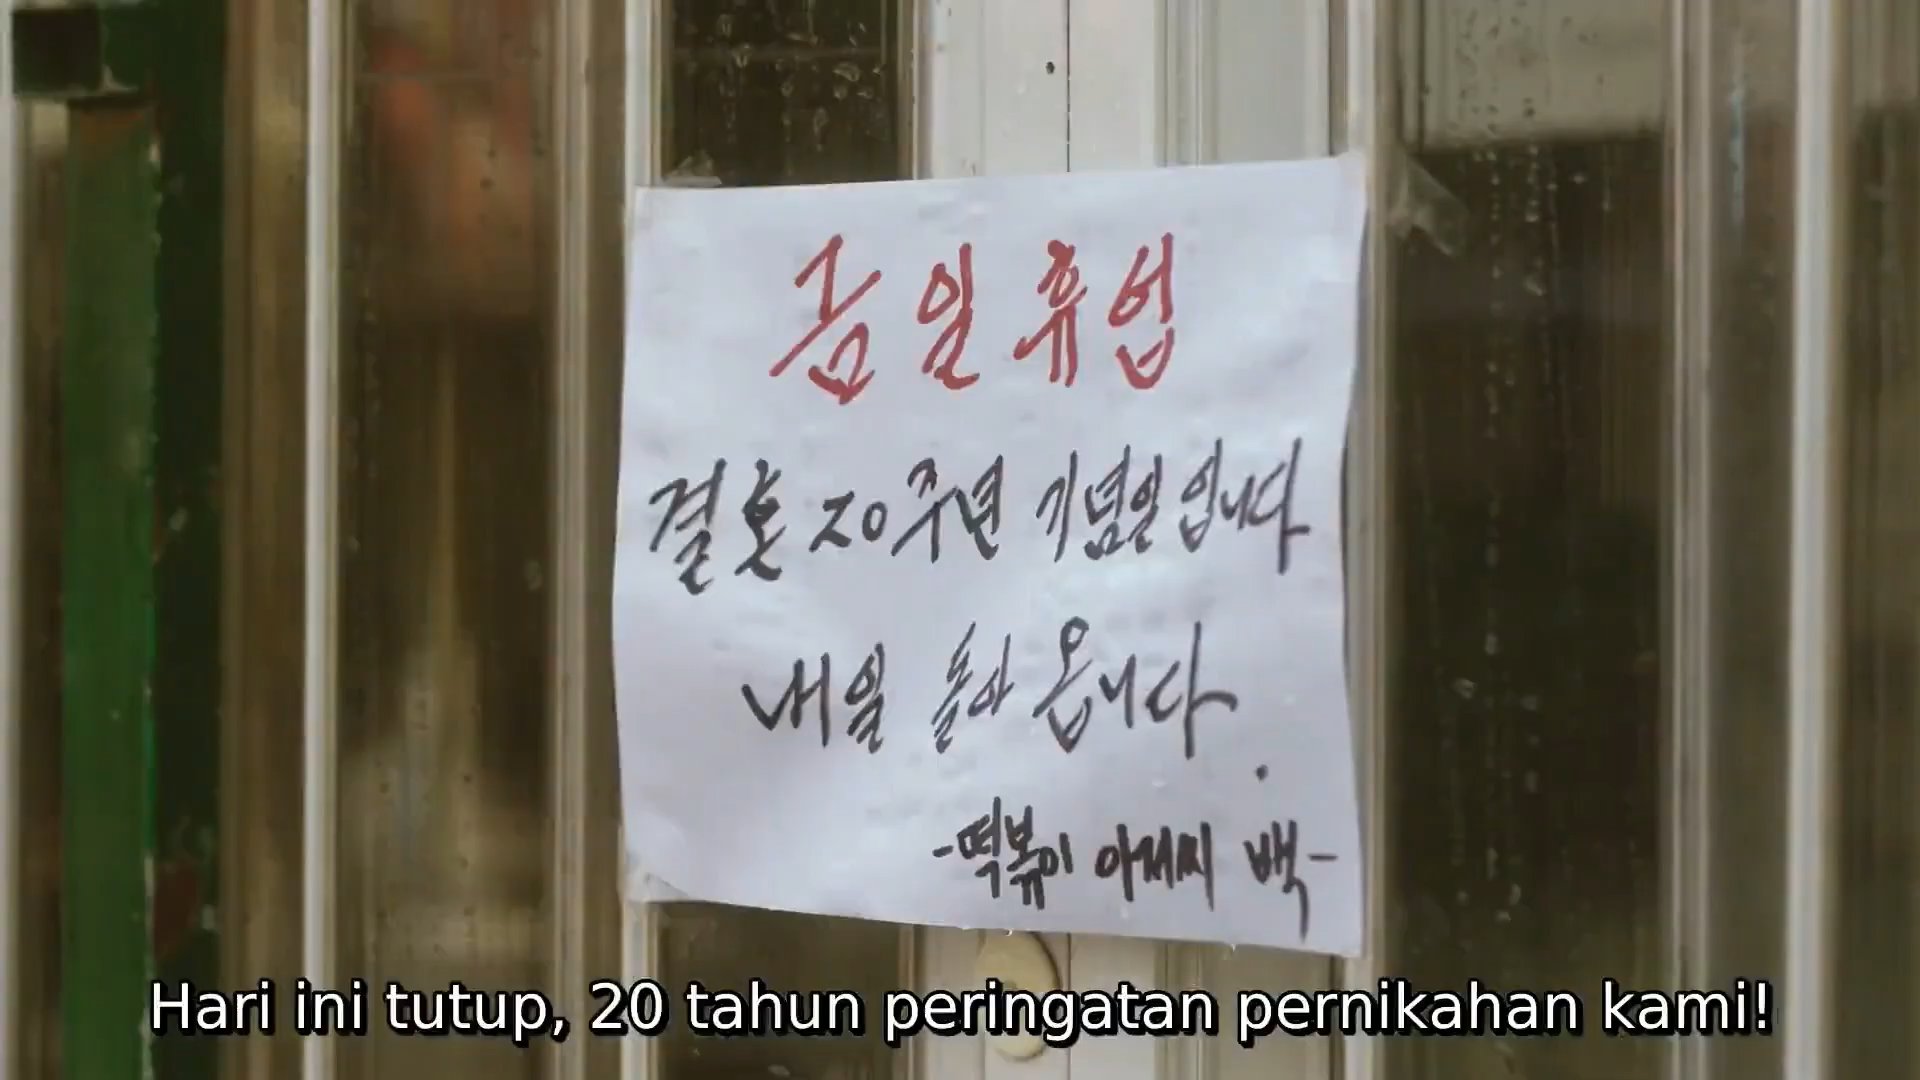 금일휴업
결혼 20주년 기념일 입니다
내일 돌아 옵니다.
-떡볶이 아저씨 백-
Hari ini tutup, 20 tahun peringatan pernikahan kami!